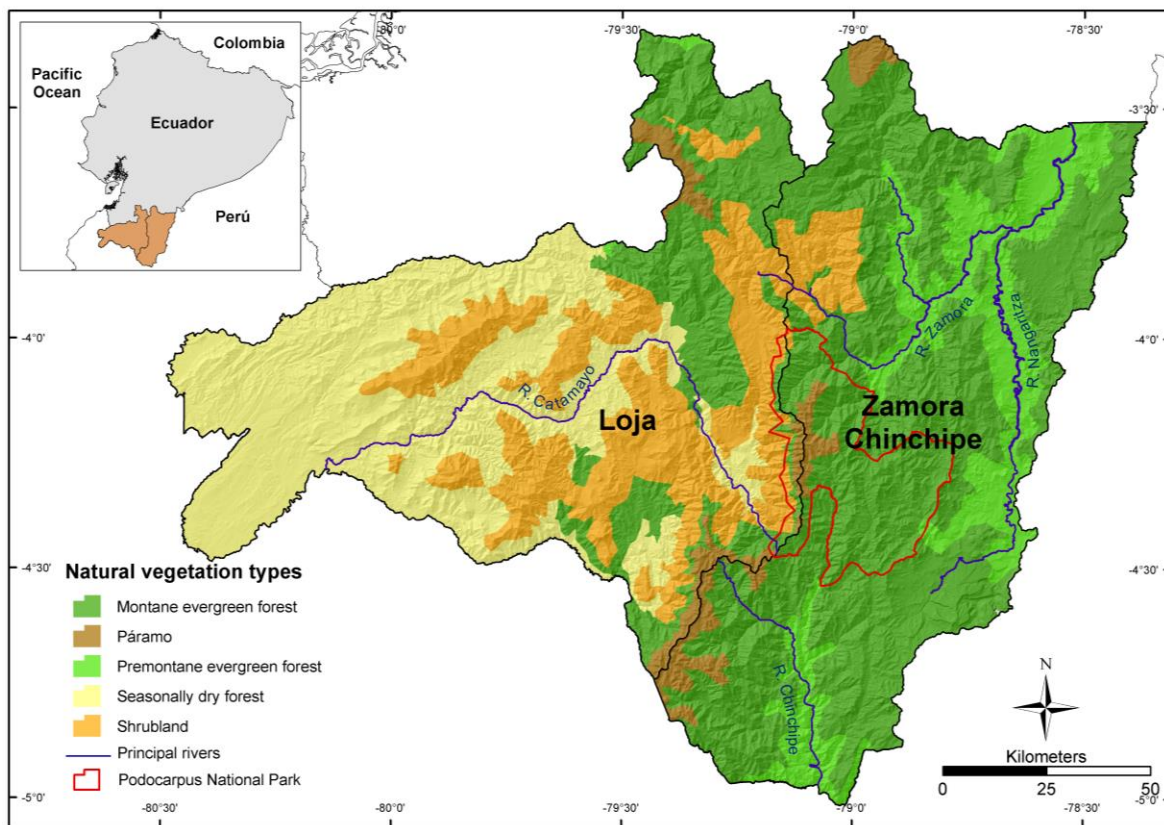 -80°0'
-79°30'
-79°0'
-78°30'
Colombia
Pacific
Ocean
Ecuador
Perú
-3°30'
-3°30'
-4°0'
-4°0'
R. Zamora
R. Nangaritza
R. Catamayo
Loja
Zamora
Chinchipe
-4°30'
-4°30'
R. Chinchipe
Natural vegetation types
Montane evergreen forest
Páramo
Premontane evergreen forest
Seasonally dry forest
Shrubland
Principal rivers
Podocarpus National Park
N
Kilometers
0 25 50
-5°0'
-5°0'
-80°30'
-80°0'
-79°30'
-79°0'
-78°30'